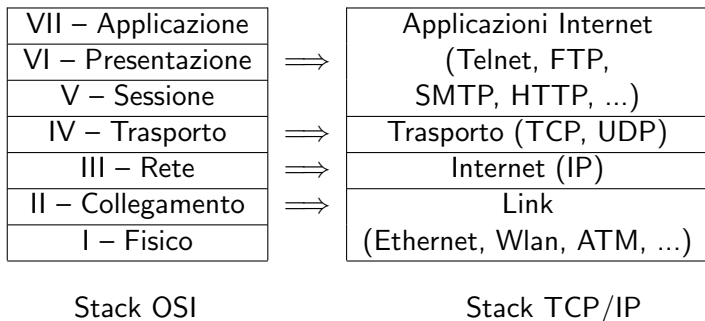 VII – Applicazione
Applicazioni Internet
VI – Presentazione
⟹
(Telnet, FTP,
V – Sessione
SMTP, HTTP, ...)
IV – Trasporto
⟹
Trasporto (TCP, UDP)
III – Rete
⟹
Internet (IP)
II – Collegamento
⟹
Link
I – Fisico
(Ethernet, Wlan, ATM, ...)
Stack OSI
Stack TCP/IP